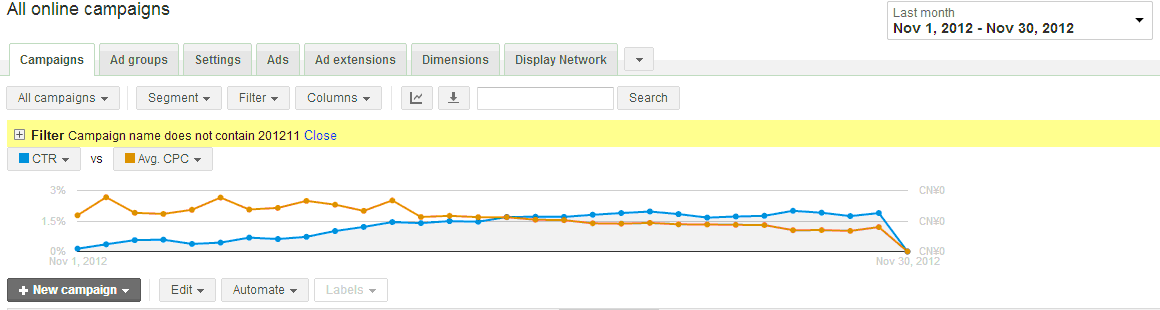 All online campaigns
Last month
Nov 1, 2012 - Nov 30, 2012
Campaigns Ad groups Settings Ads Ad extensions Dimensions Display Network
All campaigns Segment Filter Columns Search
Filter Campaign name does not contain 201211 Close
CTR vs Avg. CPC
3% CN¥0
1.5% CN¥0
0% CN¥0
Nov 1, 2012 Nov 30, 2012
+ New campaign Edit Automate Labels